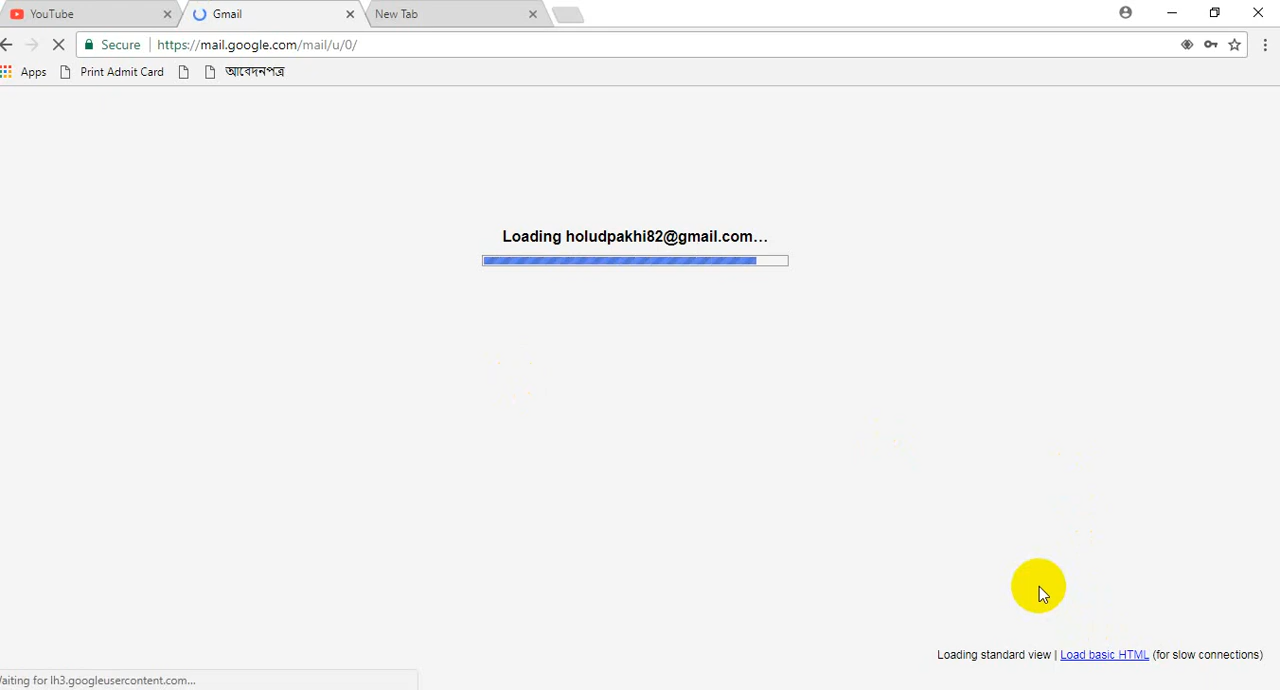 YouTube
Gmail
New Tab
Secure https://mail.google.com/mail/u/0/
Apps Print Admit Card আবেদনপত্র
Loading holudpakhi82@gmail.com...
Loading standard view | Load basic HTML (for slow connections)
Waiting for lh3.googleusercontent.com...